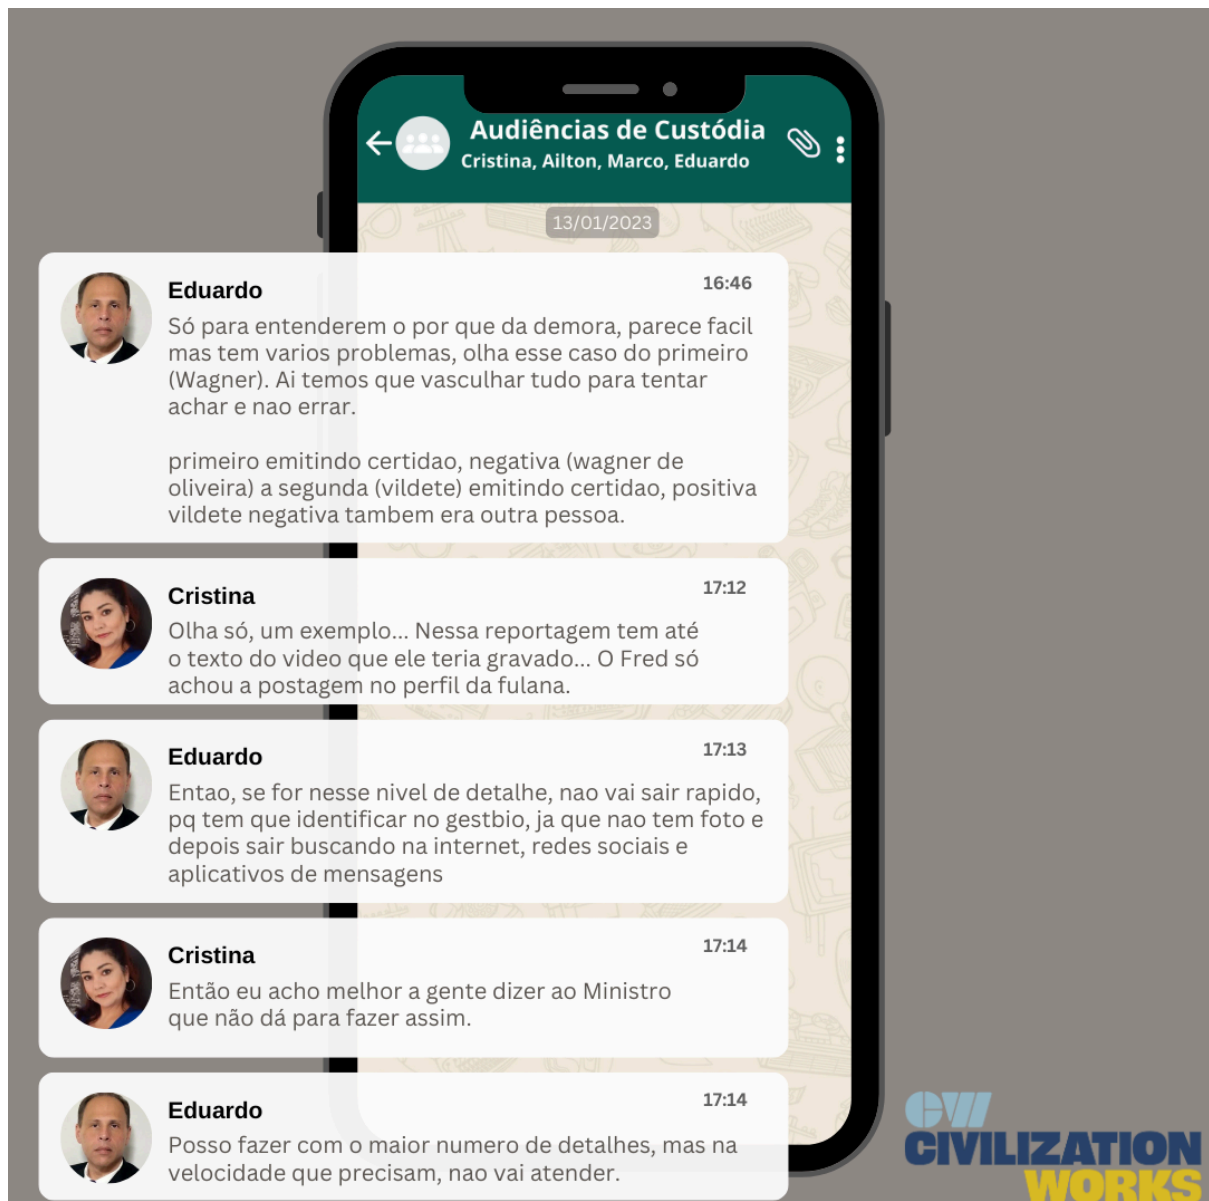 Audiências de Custódia
Cristina, Ailton, Marco, Eduardo
13/01/2023
Eduardo
16:46
Só para entenderem o por que da demora, parece facil
mas tem varios problemas, olha esse caso do primeiro
(Wagner). Ai temos que vasculhar tudo para tentar
achar e nao errar.
primeiro emitindo certidao, negativa (wagner de
oliveira) a segunda (vildete) emitindo certidao, positiva
vildete negativa tambem era outra pessoa.
Cristina
17:12
Olha só, um exemplo... Nessa reportagem tem até
o texto do video que ele teria gravado... O Fred só
achou a postagem no perfil da fulana.
Eduardo
17:13
Entao, se for nesse nivel de detalhe, nao vai sair rapido,
pq tem que identificar no gestbio, ja que nao tem foto e
depois sair buscando na internet, redes sociais e
aplicativos de mensagens
Cristina
17:14
Então eu acho melhor a gente dizer ao Ministro
que não dá para fazer assim.
Eduardo
17:14
Posso fazer com o maior numero de detalhes, mas na
velocidade que precisam, nao vai atender.
CW
CIVILIZATION
WORKS